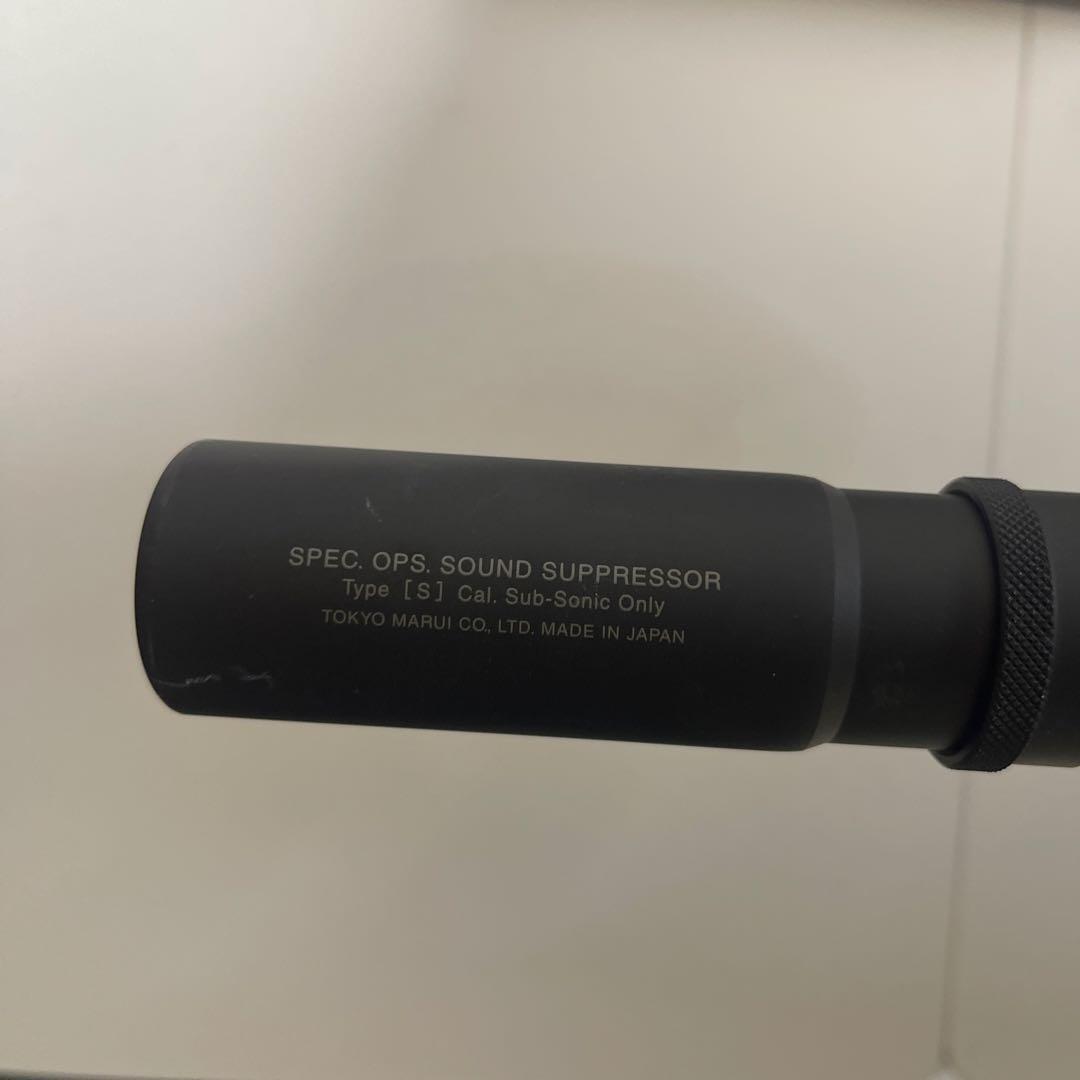 SPEC. OPS. SOUND SUPPRESSOR
Type [S] Cal. Sub-Sonic Only
TOKYO MARUI CO., LTD. MADE IN JAPAN